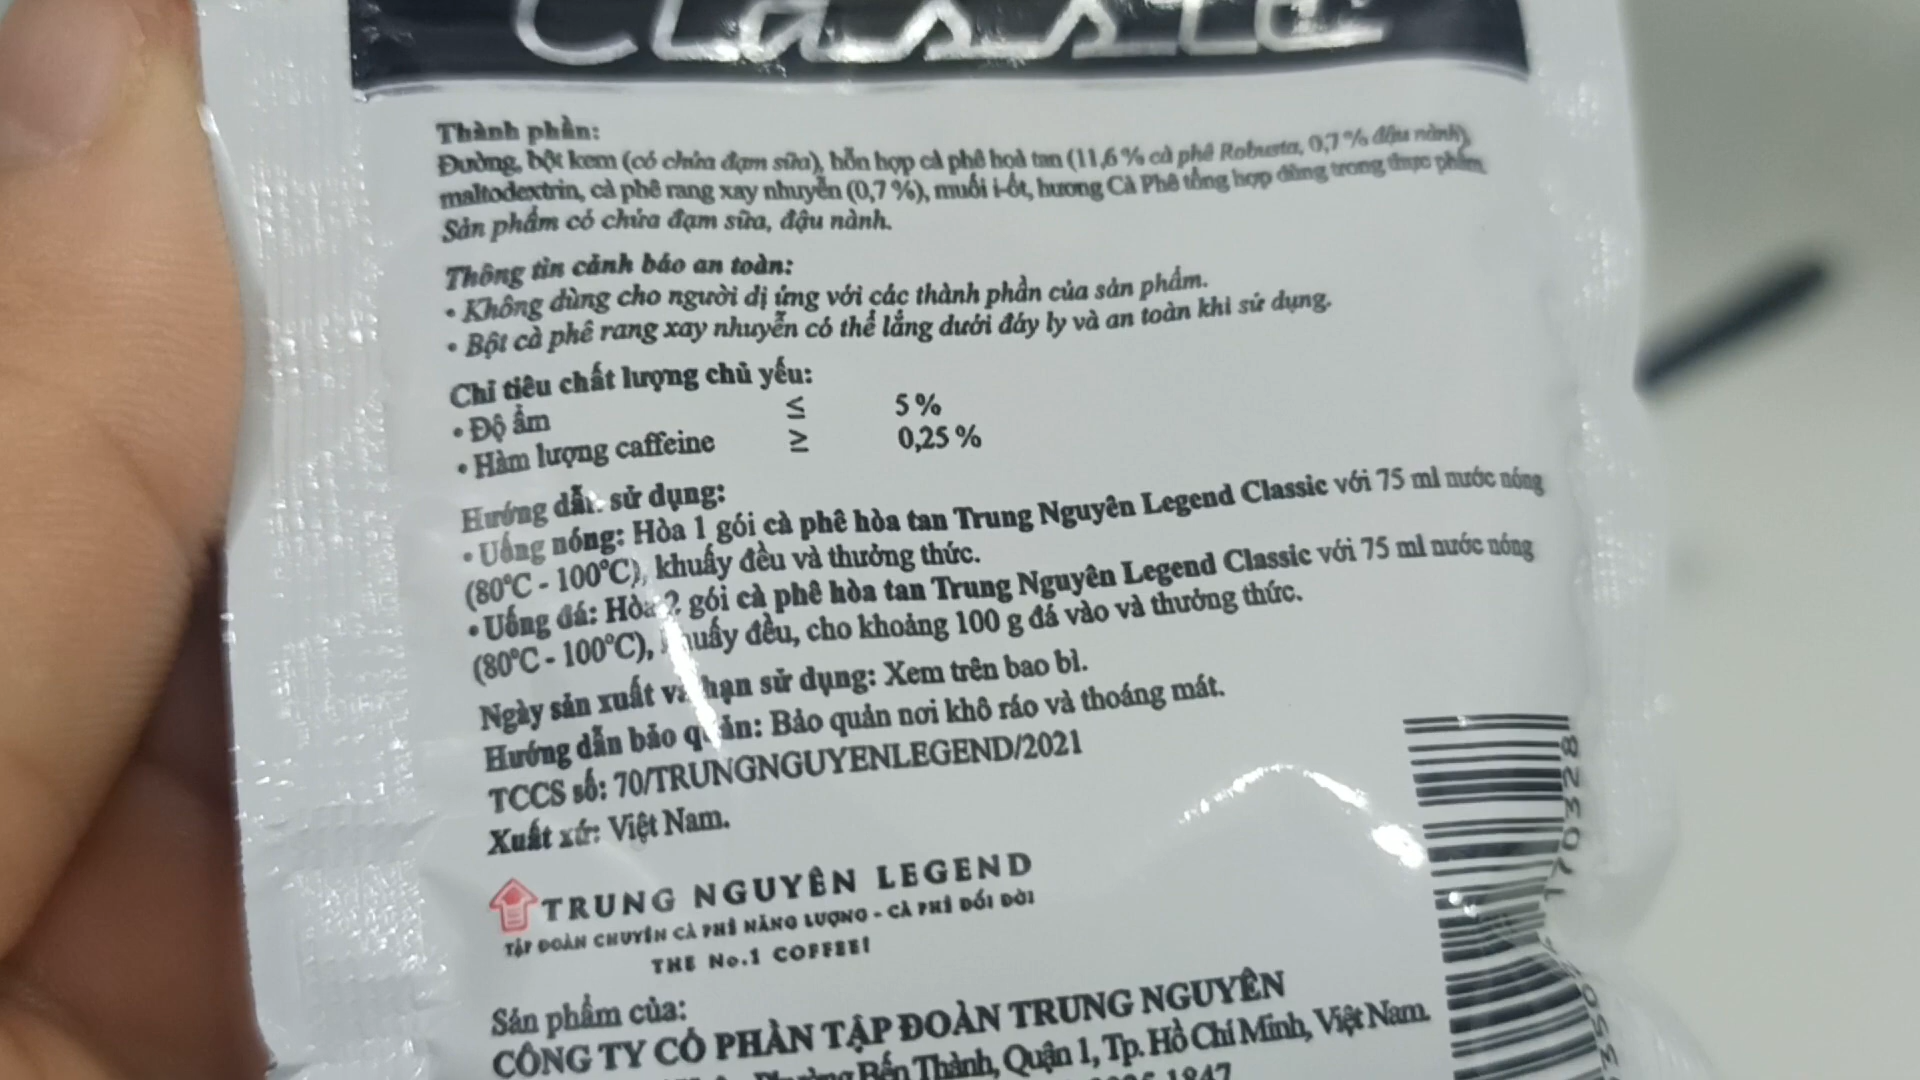 Classic
Thành phần:
Đường, bột kem (có chứa đạm sữa), hỗn hợp cà phê hoà tan (11,6 % cà phê Robusta, 0,7 % đậu nành),
maltodextrin, cà phê rang xay nhuyễn (0,7 %), muối i-ốt, hương Cà Phê tổng hợp dùng trong thực phẩm.
Sản phẩm có chứa đạm sữa, đậu nành.
Thông tin cảnh báo an toàn:
• Không dùng cho người dị ứng với các thành phần của sản phẩm.
• Bột cà phê rang xay nhuyễn có thể lắng dưới đáy ly và an toàn khi sử dụng.
Chỉ tiêu chất lượng chủ yếu:
• Độ ẩm ≤ 5 %
• Hàm lượng caffeine ≥ 0,25 %
Hướng dẫn sử dụng:
• Uống nóng: Hòa 1 gói cà phê hòa tan Trung Nguyên Legend Classic với 75 ml nước nóng
(80°C - 100°C), khuấy đều và thưởng thức.
• Uống đá: Hòa 2 gói cà phê hòa tan Trung Nguyên Legend Classic với 75 ml nước nóng
(80°C - 100°C), khuấy đều, cho khoảng 100 g đá vào và thưởng thức.
Ngày sản xuất và hạn sử dụng: Xem trên bao bì.
Hướng dẫn bảo quản: Bảo quản nơi khô ráo và thoáng mát.
TCCS số: 70/TRUNGNGUYENLEGEND/2021
Xuất xứ: Việt Nam.
TRUNG NGUYÊN LEGEND
TẬP ĐOÀN CHUYÊN CÀ PHÊ NĂNG LƯỢNG - CÀ PHÊ ĐỔI ĐỜI
THE No.1 COFFEE!
Sản phẩm của:
CÔNG TY CỔ PHẦN TẬP ĐOÀN TRUNG NGUYÊN
Bến Thành, Quận 1, Tp. Hồ Chí Minh, Việt Nam.
1847
170328